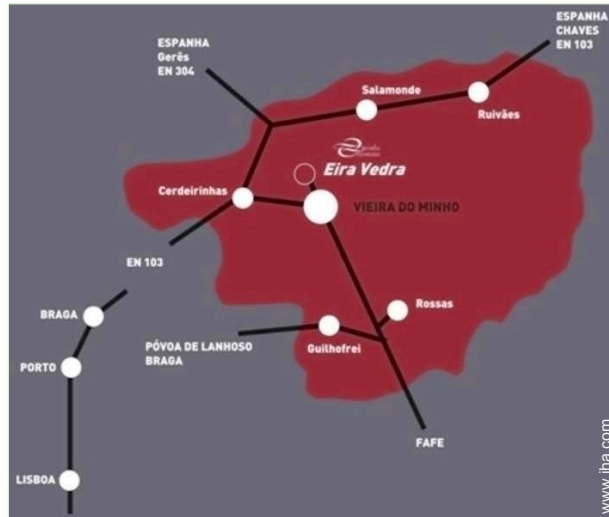 ESPANHA
CHAVES
EN 103
ESPANHA
Gerês
EN 304
Salamonde
Ruivães
Eira Vedra
Cerdeirinhas
VIEIRA DO MINHO
EN 103
BRAGA
Rossas
PÓVOA DE LANHOSO
BRAGA
Guilhofrei
PORTO
FAFE
LISBOA
www.iha.com